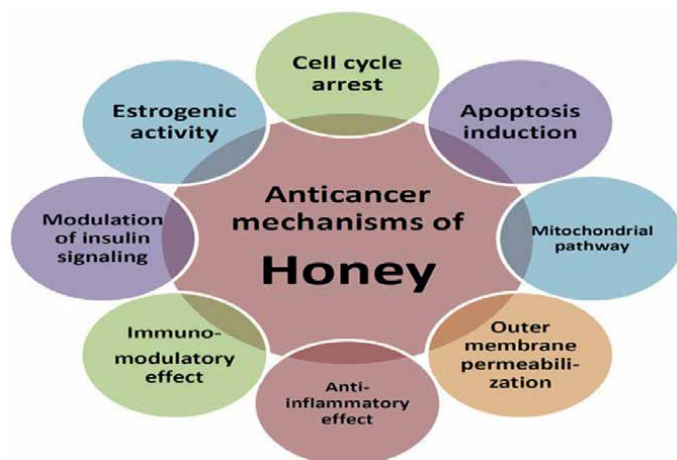 Cell cycle
arrest
Apoptosis
induction
Mitochondrial
pathway
Outer
membrane
permeabili-
zation
Anti-
inflammatory
effect
Immuno-
modulatory
effect
Modulation
of insulin
signaling
Estrogenic
activity
Anticancer
mechanisms of
Honey